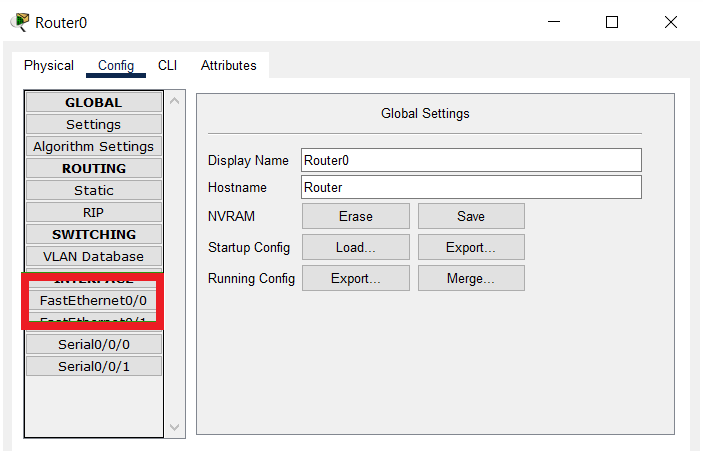 Router0
Physical Config CLI Attributes
GLOBAL
Settings
Algorithm Settings
ROUTING
Static
RIP
SWITCHING
VLAN Database
INTERFACE
FastEthernet0/0
FastEthernet0/1
Serial0/0/0
Serial0/0/1
Global Settings
Display Name Router0
Hostname Router
NVRAM Erase Save
Startup Config Load... Export...
Running Config Export... Merge...